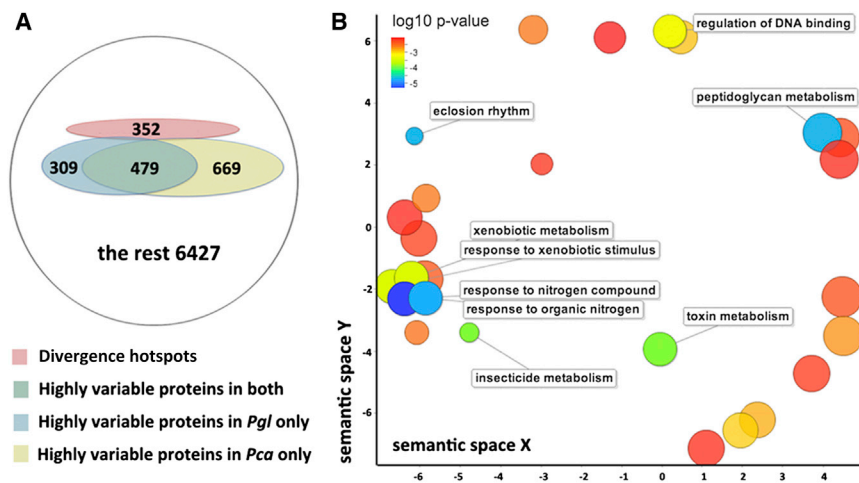 A
352
309
479
669
the rest 6427
Divergence hotspots
Highly variable proteins in both
Highly variable proteins in Pgl only
Highly variable proteins in Pca only
B
log10 p-value
-3
-4
-5
regulation of DNA binding
peptidoglycan metabolism
eclosion rhythm
xenobiotic metabolism
response to xenobiotic stimulus
response to nitrogen compound
response to organic nitrogen
toxin metabolism
insecticide metabolism
semantic space Y
6
4
2
0
-2
-4
-6
semantic space X
-6
-5
-4
-3
-2
-1
0
1
2
3
4